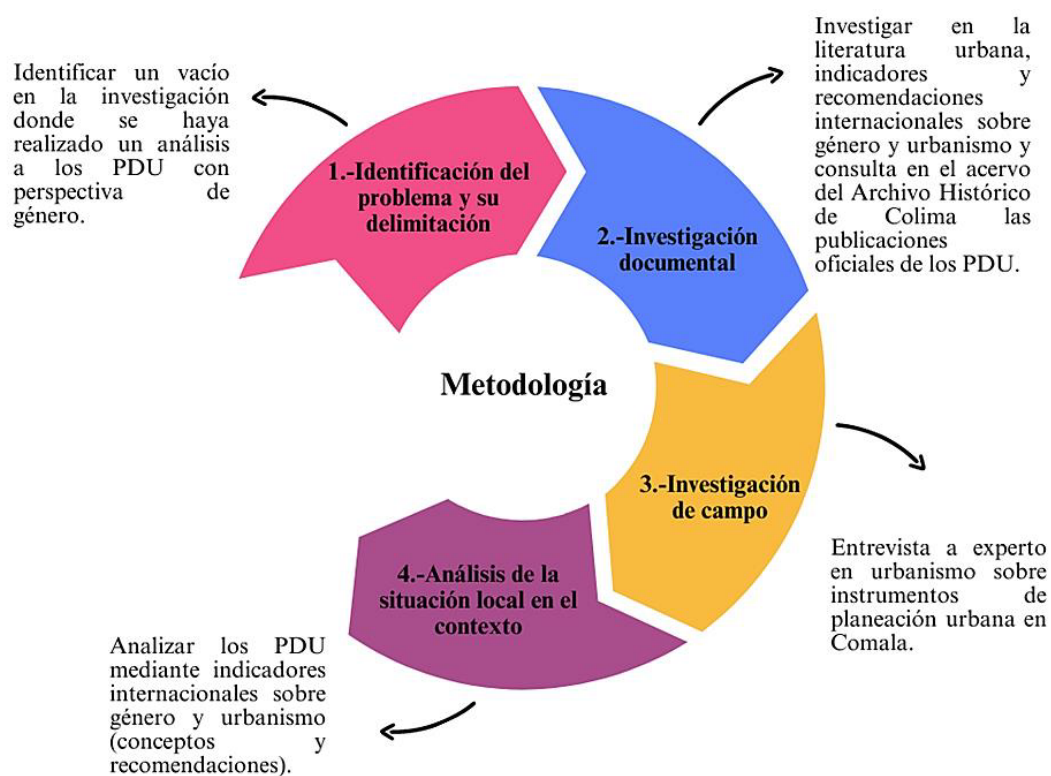 Metodología
1.-Identificación del
problema y su
delimitación
Identificar un vacío
en la investigación
donde se haya
realizado un análisis
a los PDU con
perspectiva de
género.
2.-Investigación
documental
Investigar en la
literatura urbana,
indicadores y
recomendaciones
internacionales sobre
género y urbanismo y
consulta en el acervo
del Archivo Histórico
de Colima las
publicaciones
oficiales de los PDU.
3.-Investigación
de campo
Entrevista a experto
en urbanismo sobre
instrumentos de
planeación urbana en
Comala.
4.-Análisis de la
situación local en el
contexto
Analizar los PDU
mediante indicadores
internacionales sobre
género y urbanismo
(conceptos y
recomendaciones).